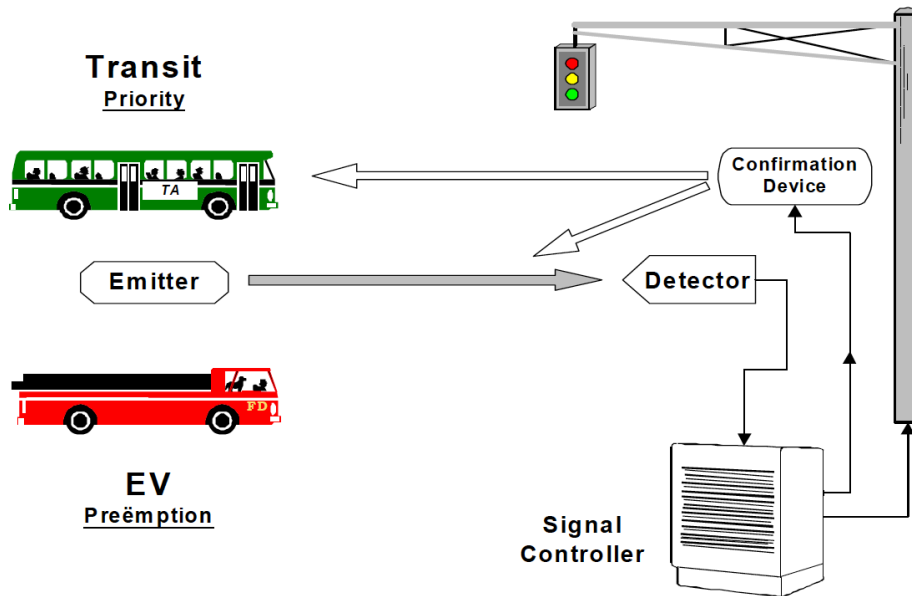 Transit
Priority
TA
Confirmation
Device
Emitter
Detector
FD
EV
Preëmption
Signal
Controller